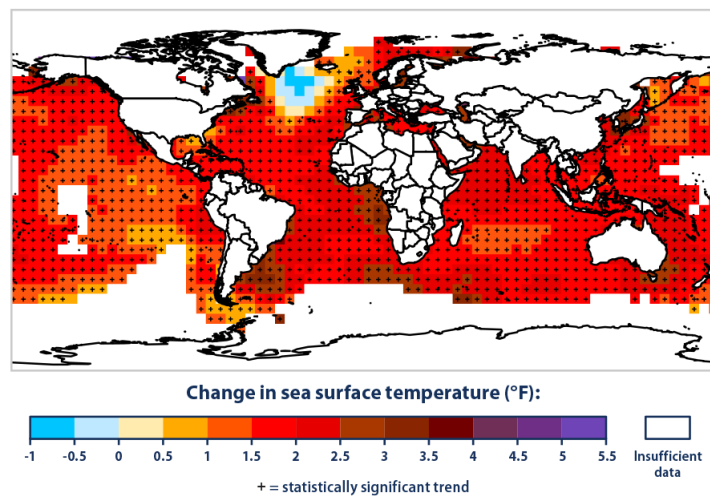 Change in sea surface temperature (°F):
-1 -0.5 0 0.5 1 1.5 2 2.5 3 3.5 4 4.5 5 5.5
Insufficient
data
+ = statistically significant trend